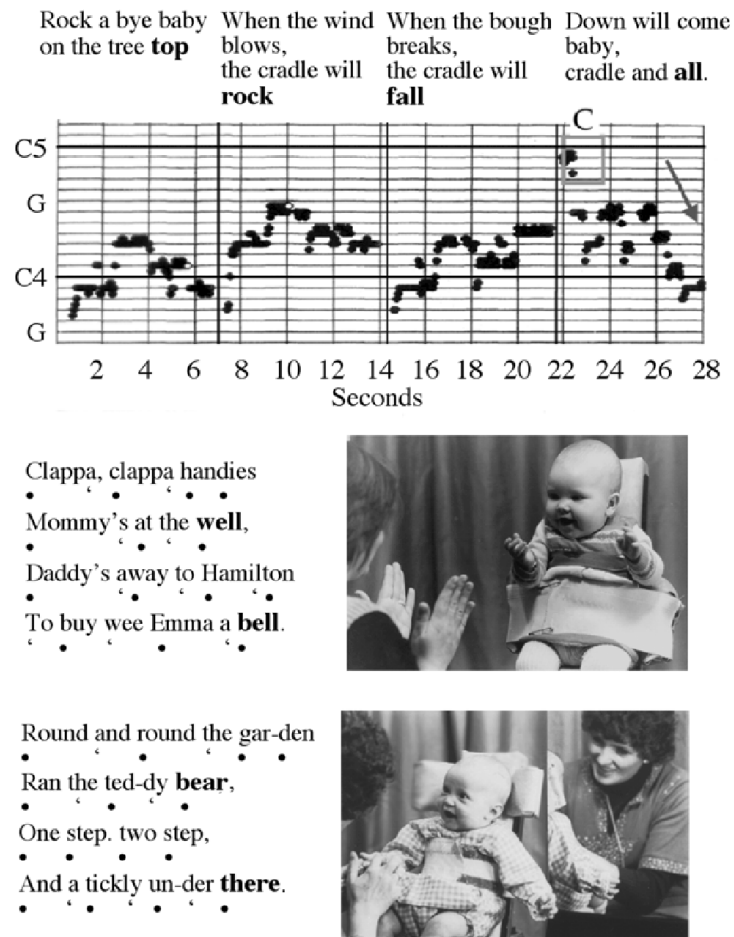 Rock a bye baby
on the tree top
When the wind
blows,
the cradle will
rock
When the bough
breaks,
the cradle will
fall
Down will come
baby,
cradle and all.
C
C5
G
C4
G
2 4 6 8 10 12 14 16 18 20 22 24 26 28
Seconds
Clappa, clappa handies
Mommy's at the well,
Daddy's away to Hamilton
To buy wee Emma a bell.
Round and round the gar-den
Ran the ted-dy bear,
One step. two step,
And a tickly un-der there.